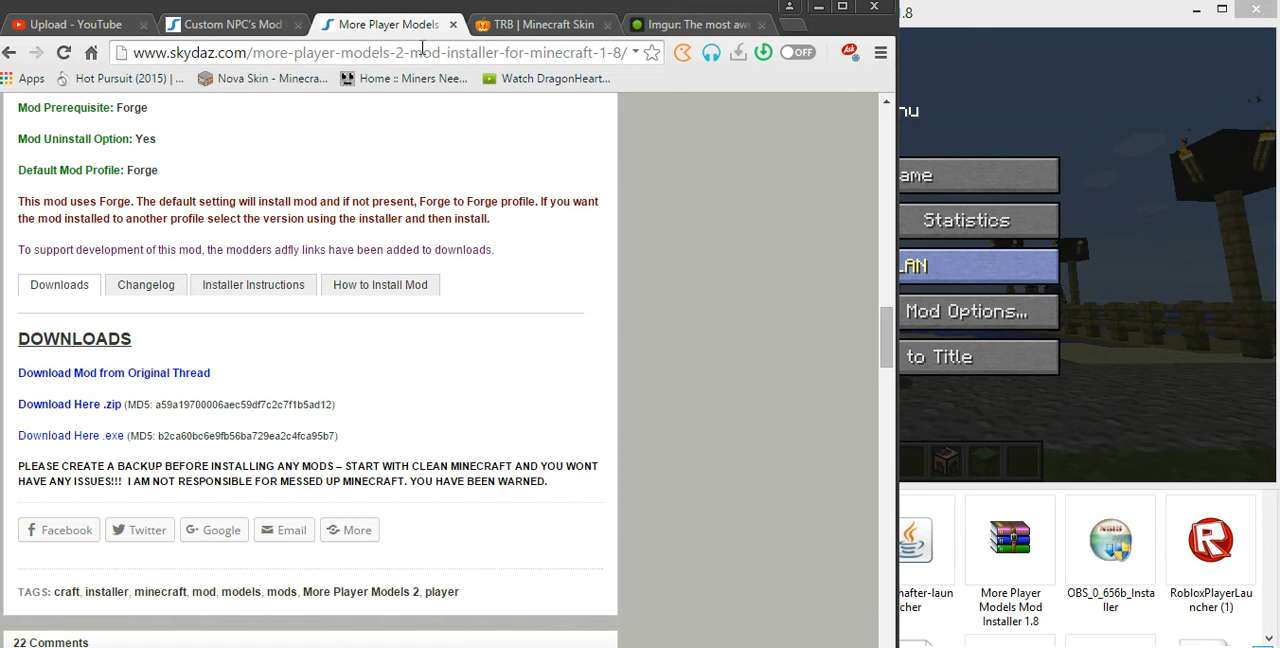 Upload - YouTube
Custom NPC's Mod
More Player Models
TRB | Minecraft Skin
Imgur: The most aw
1.8
www.skydaz.com/more-player-models-2-mod-installer-for-minecraft-1-8/
OFF
Ask
Apps
Hot Pursuit (2015) |...
Nova Skin - Minecra...
Home :: Miners Nee...
Watch DragonHeart...
Mod Prerequisite: Forge
Mod Uninstall Option: Yes
Default Mod Profile: Forge
This mod uses Forge. The default setting will install mod and if not present, Forge to Forge profile. If you want
the mod installed to another profile select the version using the installer and then install.
To support development of this mod, the modders adfly links have been added to downloads.
Downloads
Changelog
Installer Instructions
How to Install Mod
DOWNLOADS
Download Mod from Original Thread
Download Here .zip (MD5: a59a19700006aec59df7c2c7f1b5ad12)
Download Here .exe (MD5: b2ca60bc6e9fb56ba729ea2c4fca95b7)
PLEASE CREATE A BACKUP BEFORE INSTALLING ANY MODS – START WITH CLEAN MINECRAFT AND YOU WONT
HAVE ANY ISSUES!!! I AM NOT RESPONSIBLE FOR MESSED UP MINECRAFT. YOU HAVE BEEN WARNED.
Facebook
Twitter
Google
Email
More
TAGS: craft, installer, minecraft, mod, models, mods, More Player Models 2, player
22 Comments
nu
ame
Statistics
LAN
Mod Options...
to Title
nafter-laun
cher
More Player
Models Mod
Installer 1.8
OBS_0_656b_Insta
ller
RobloxPlayerLau
ncher (1)